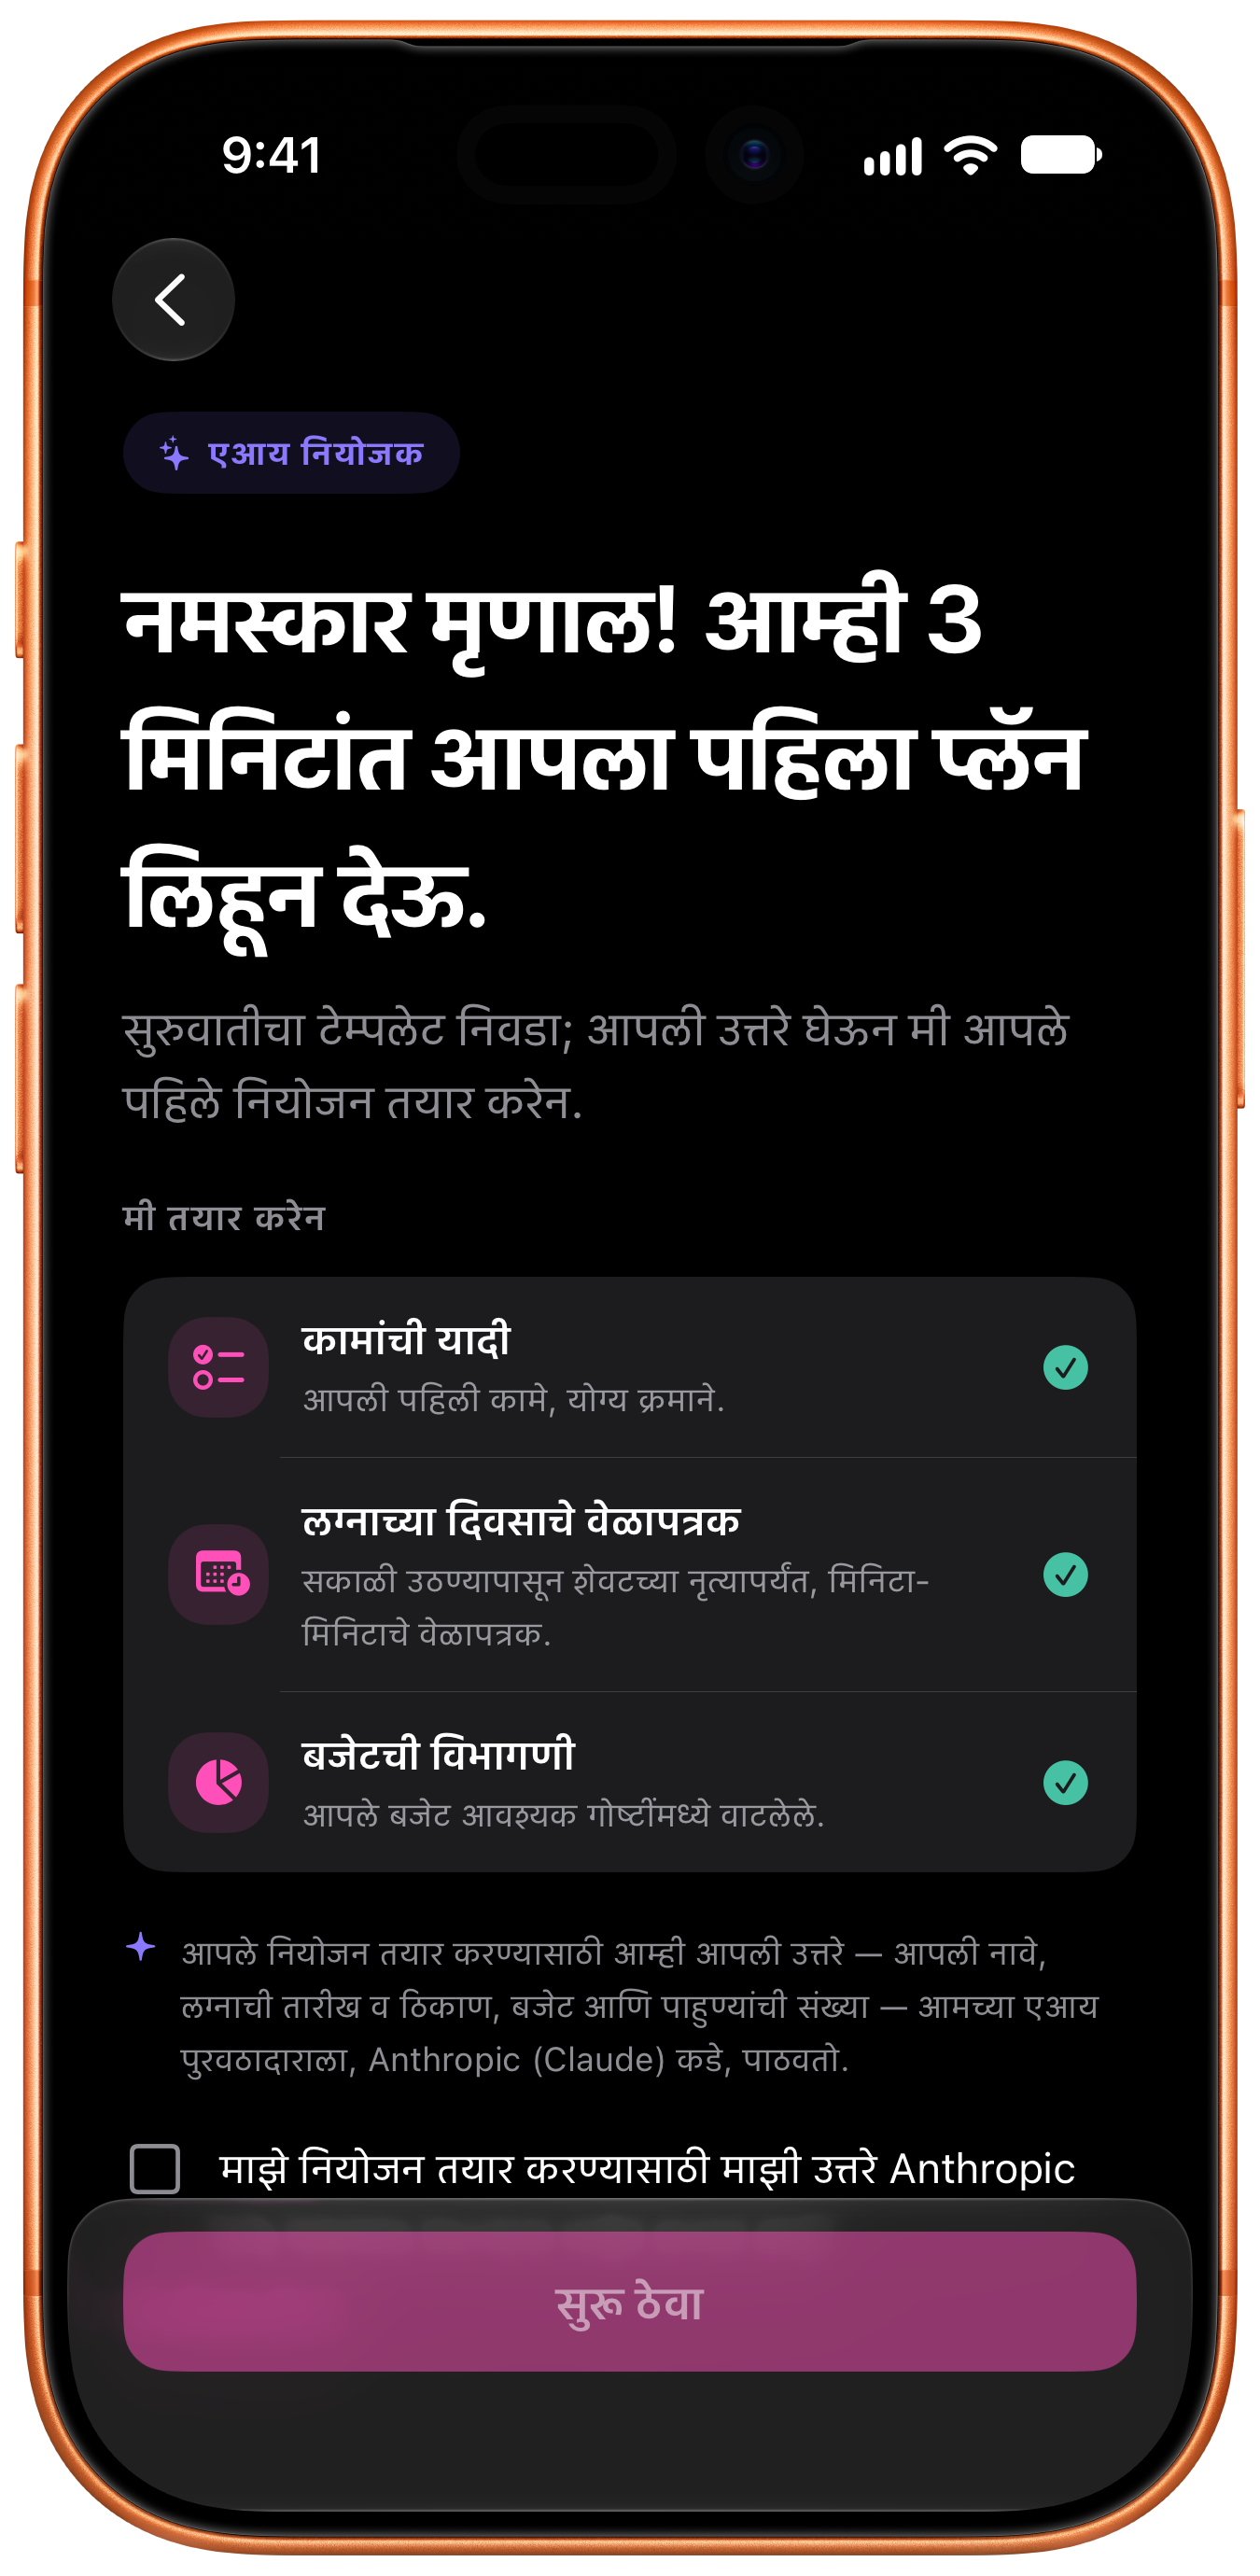 9:41
एआय नियोजक
नमस्कार मृणाल! आम्ही 3
मिनिटांत आपला पहिला प्लॅन
लिहून देऊ.
सुरुवातीचा टेम्पलेट निवडा; आपली उत्तरे घेऊन मी आपले
पहिले नियोजन तयार करेन.
मी तयार करेन
कामांची यादी
आपली पहिली कामे, योग्य क्रमाने.
लग्नाच्या दिवसाचे वेळापत्रक
सकाळी उठण्यापासून शेवटच्या नृत्यापर्यंत, मिनिटा-
मिनिटाचे वेळापत्रक.
बजेटची विभागणी
आपले बजेट आवश्यक गोष्टींमध्ये वाटलेले.
आपले नियोजन तयार करण्यासाठी आम्ही आपली उत्तरे — आपली नावे,
लग्नाची तारीख व ठिकाण, बजेट आणि पाहुण्यांची संख्या — आमच्या एआय
पुरवठादाराला, Anthropic (Claude) कडे, पाठवतो.
माझे नियोजन तयार करण्यासाठी माझी उत्तरे Anthropic
सुरू ठेवा